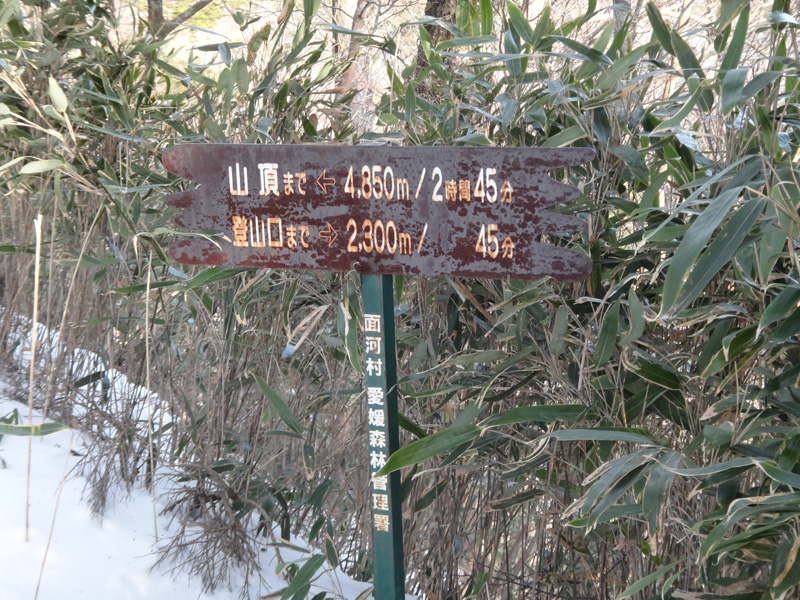 山頂まで ⇦ 4,850m / 2時間45分
登山口まで ⇨ 2,300m / 45分
面河村 愛媛森林管理署